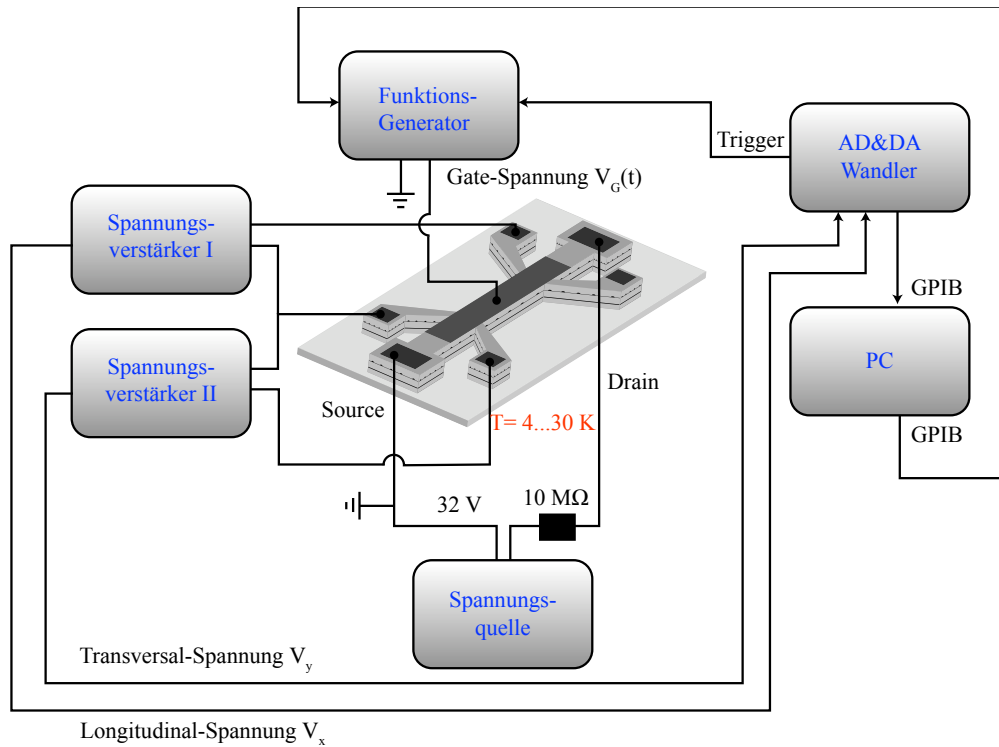 Funktions-
Generator
AD&DA
Wandler
Trigger
Gate-Spannung V_G(t)
Spannungs-
verstärker I
GPIB
Spannungs-
verstärker II
PC
Drain
Source
T= 4...30 K
GPIB
32 V
10 MΩ
Spannungs-
quelle
Transversal-Spannung V_y
Longitudinal-Spannung V_x